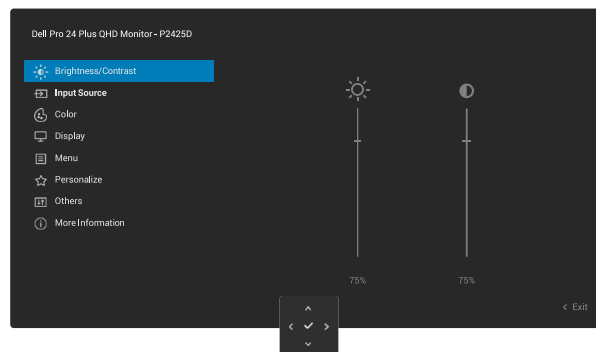 Dell Pro 24 Plus QHD Monitor - P2425D
Brightness/Contrast
Input Source
Color
Display
Menu
Personalize
Others
More Information
75% 75%
Exit